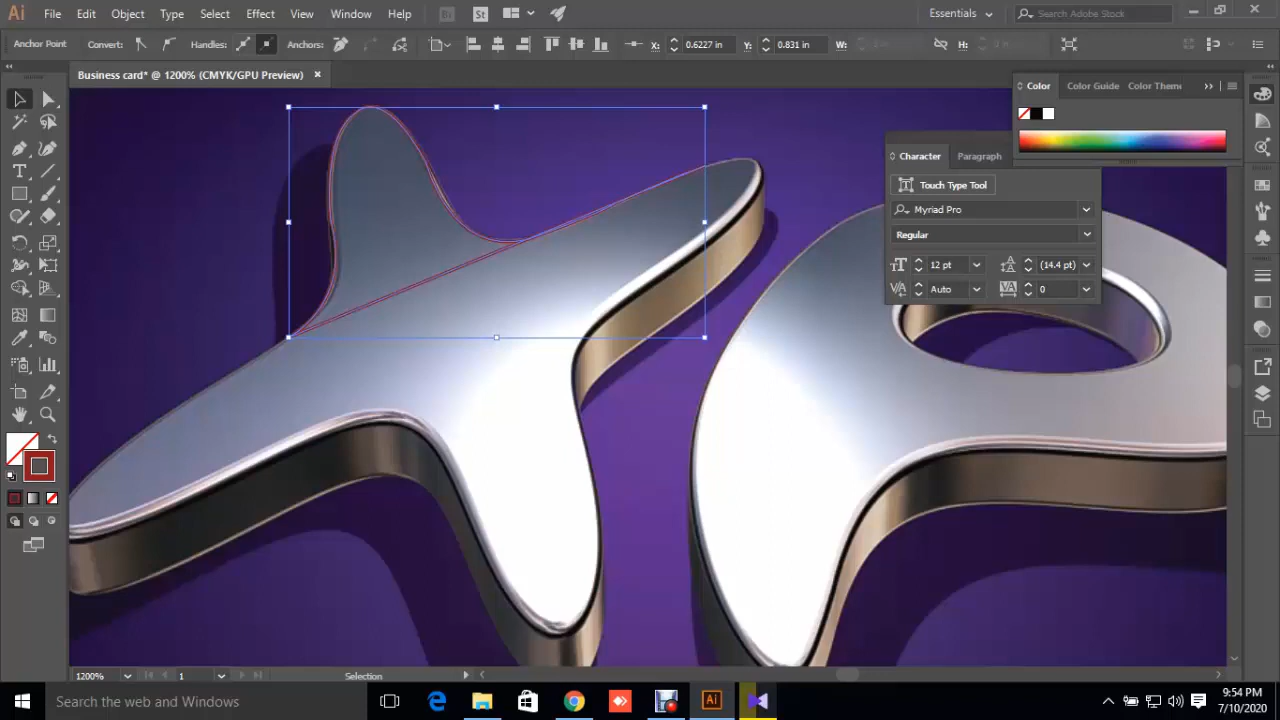 Ai File Edit Object Type Select Effect View Window Help Br St Essentials Search Adobe Stock
Anchor Point Convert: Handles: Anchors: X: 0.6227 in Y: 0.831 in W: H:
Business card* @ 1200% (CMYK/GPU Preview)
Color Color Guide Color Theme
Character Paragraph
Touch Type Tool
Myriad Pro
Regular
12 pt (14.4 pt)
Auto 0
1200% 1 Selection
Search the web and Windows
Ai
9:54 PM
7/10/2020